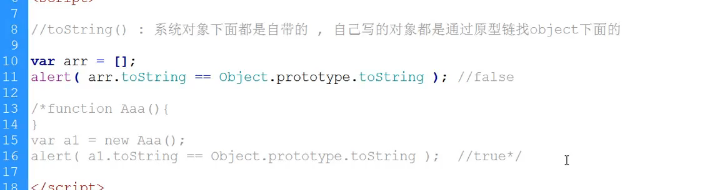 <script>
7
8 //toString() : 系统对象下面都是自带的 , 自己写的对象都是通过原型链找object下面的
9
10 var arr = [];
11 alert( arr.toString == Object.prototype.toString ); //false
12
13 /*function Aaa(){
14 }
15 var a1 = new Aaa();
16 alert( a1.toString == Object.prototype.toString ); //true*/
17
18 </script>